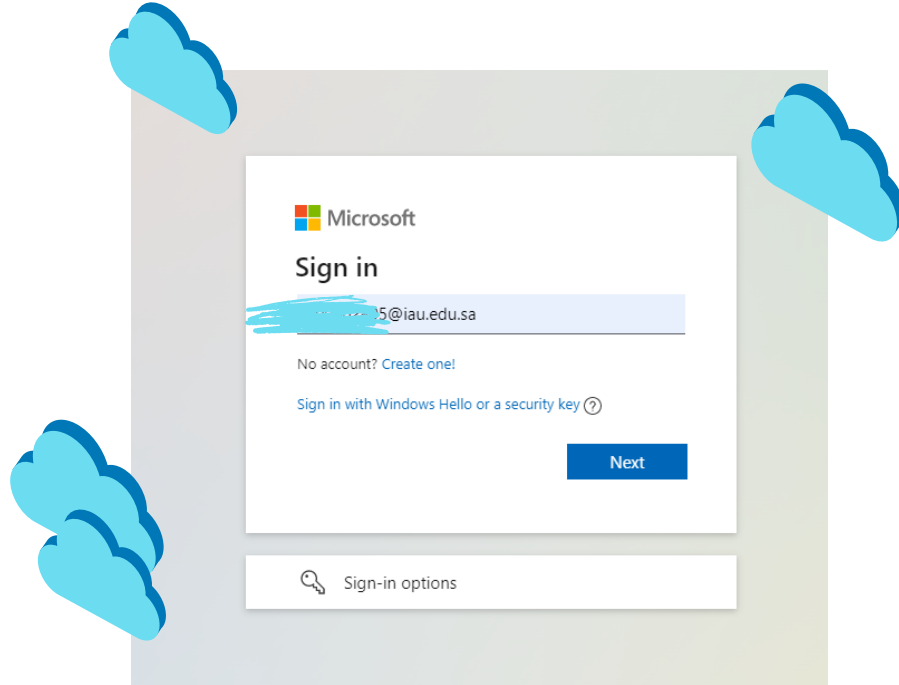 Microsoft
Sign in
5@iau.edu.sa
No account? Create one!
Sign in with Windows Hello or a security key ?
Next
Sign-in options